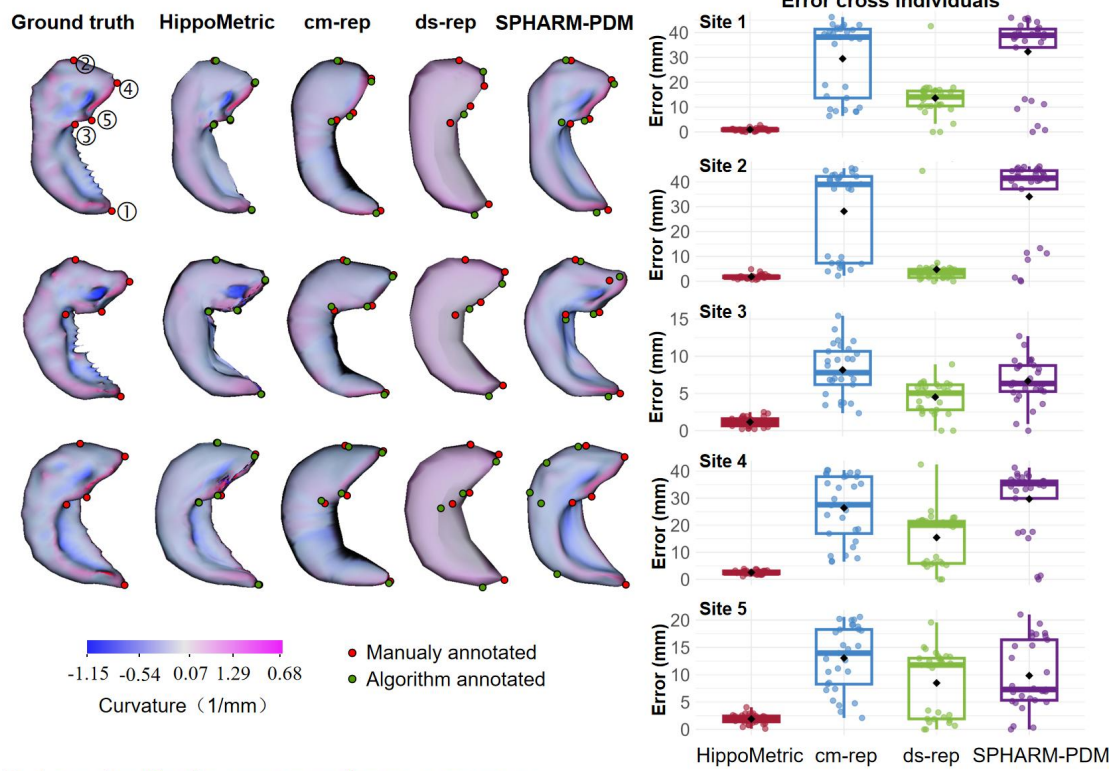 Ground truth HippoMetric cm-rep ds-rep SPHARM-PDM
② ④ ⑤ ③ ①
-1.15 -0.54 0.07 1.29 0.68
Curvature（1/mm）
Manualy annotated
Algorithm annotated
Error cross individuals
Site 1
Error (mm)
40
30
20
10
0
Site 2
Error (mm)
40
30
20
10
0
Site 3
Error (mm)
15
10
5
0
Site 4
Error (mm)
40
30
20
10
0
Site 5
Error (mm)
20
15
10
5
0
HippoMetric cm-rep ds-rep SPHARM-PDM